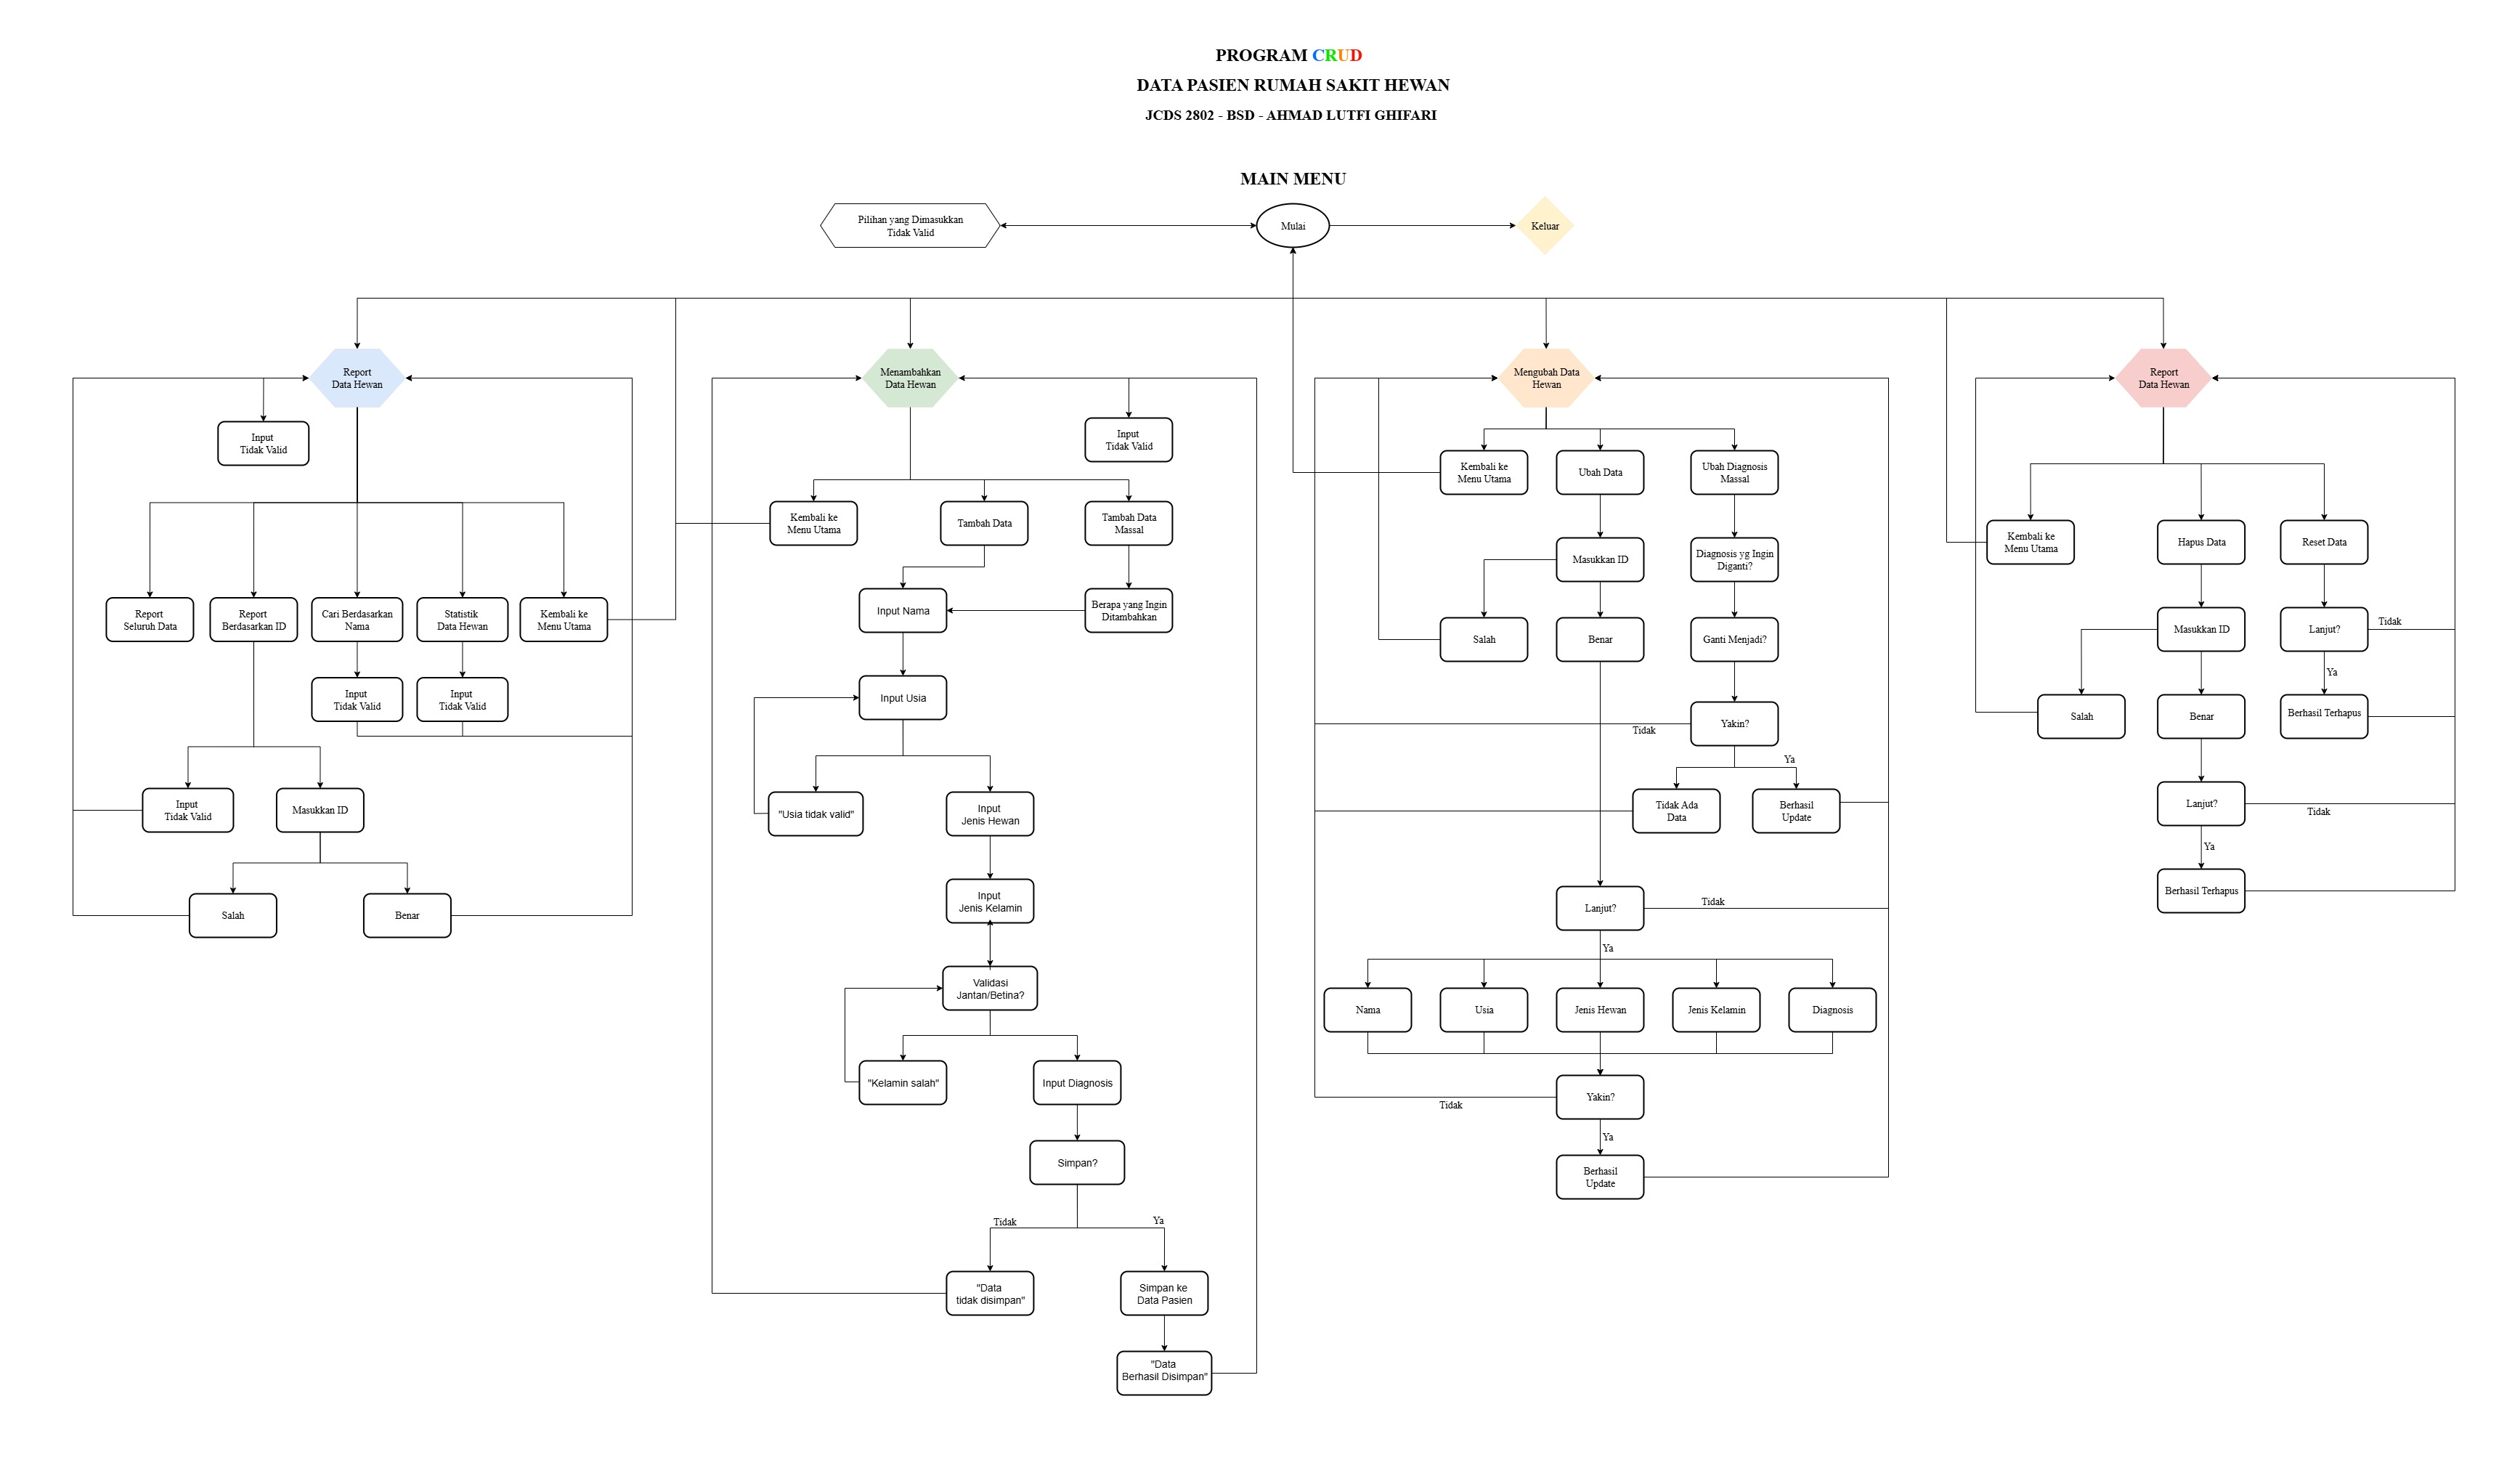 PROGRAM CRUD
DATA PASIEN RUMAH SAKIT HEWAN
JCDS 2802 - BSD - AHMAD LUTFI GHIFARI
MAIN MENU
Pilihan yang Dimasukkan
Tidak Valid
Mulai
Keluar
Report
Data Hewan
Input
Tidak Valid
Report
Seluruh Data
Report
Berdasarkan ID
Cari Berdasarkan
Nama
Statistik
Data Hewan
Kembali ke
Menu Utama
Input
Tidak Valid
Input
Tidak Valid
Input
Tidak Valid
Masukkan ID
Salah
Benar
Menambahkan
Data Hewan
Input
Tidak Valid
Kembali ke
Menu Utama
Tambah Data
Tambah Data
Massal
Input Nama
Berapa yang Ingin
Ditambahkan
Input Usia
"Usia tidak valid"
Input
Jenis Hewan
Input
Jenis Kelamin
Validasi
Jantan/Betina?
"Kelamin salah"
Input Diagnosis
Simpan?
Tidak
Ya
"Data
tidak disimpan"
Simpan ke
Data Pasien
"Data
Berhasil Disimpan"
Mengubah Data
Hewan
Kembali ke
Menu Utama
Ubah Data
Ubah Diagnosis
Massal
Masukkan ID
Diagnosis yg Ingin
Diganti?
Salah
Benar
Ganti Menjadi?
Yakin?
Tidak
Ya
Tidak Ada
Data
Berhasil
Update
Lanjut?
Tidak
Ya
Nama
Usia
Jenis Hewan
Jenis Kelamin
Diagnosis
Yakin?
Tidak
Ya
Berhasil
Update
Report
Data Hewan
Kembali ke
Menu Utama
Hapus Data
Reset Data
Masukkan ID
Lanjut?
Tidak
Ya
Salah
Benar
Berhasil Terhapus
Lanjut?
Tidak
Ya
Berhasil Terhapus